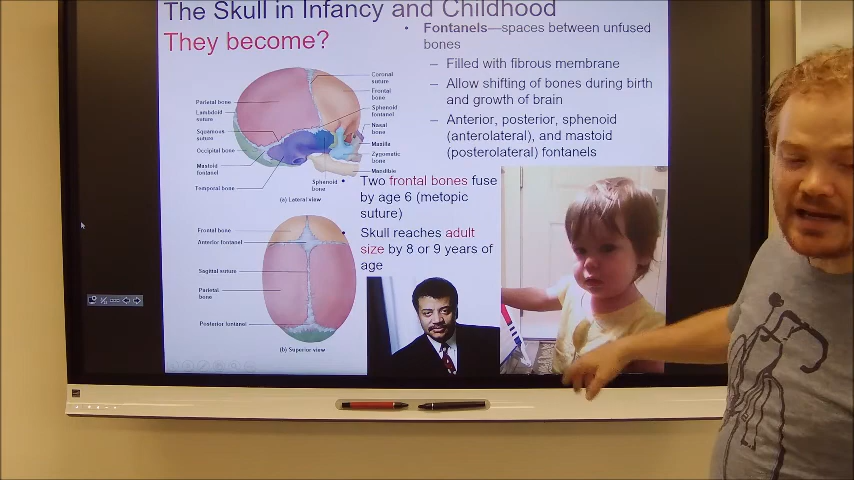 The Skull in Infancy and Childhood
They become?
• Fontanels—spaces between unfused
bones
– Filled with fibrous membrane
– Allow shifting of bones during birth
and growth of brain
– Anterior, posterior, sphenoid
(anterolateral), and mastoid
(posterolateral) fontanels
• Two frontal bones fuse
by age 6 (metopic
suture)
• Skull reaches adult
size by 8 or 9 years of
age
Parietal bone
Lambdoid
suture
Squamous
suture
Occipital bone
Mastoid
fontanel
Temporal bone
Coronal
suture
Frontal
bone
Sphenoid
fontanel
Nasal
bone
Maxilla
Zygomatic
bone
Mandible
Sphenoid
bone
(a) Lateral view
Frontal bone
Anterior fontanel
Sagittal suture
Parietal
bone
Posterior fontanel
(b) Superior view